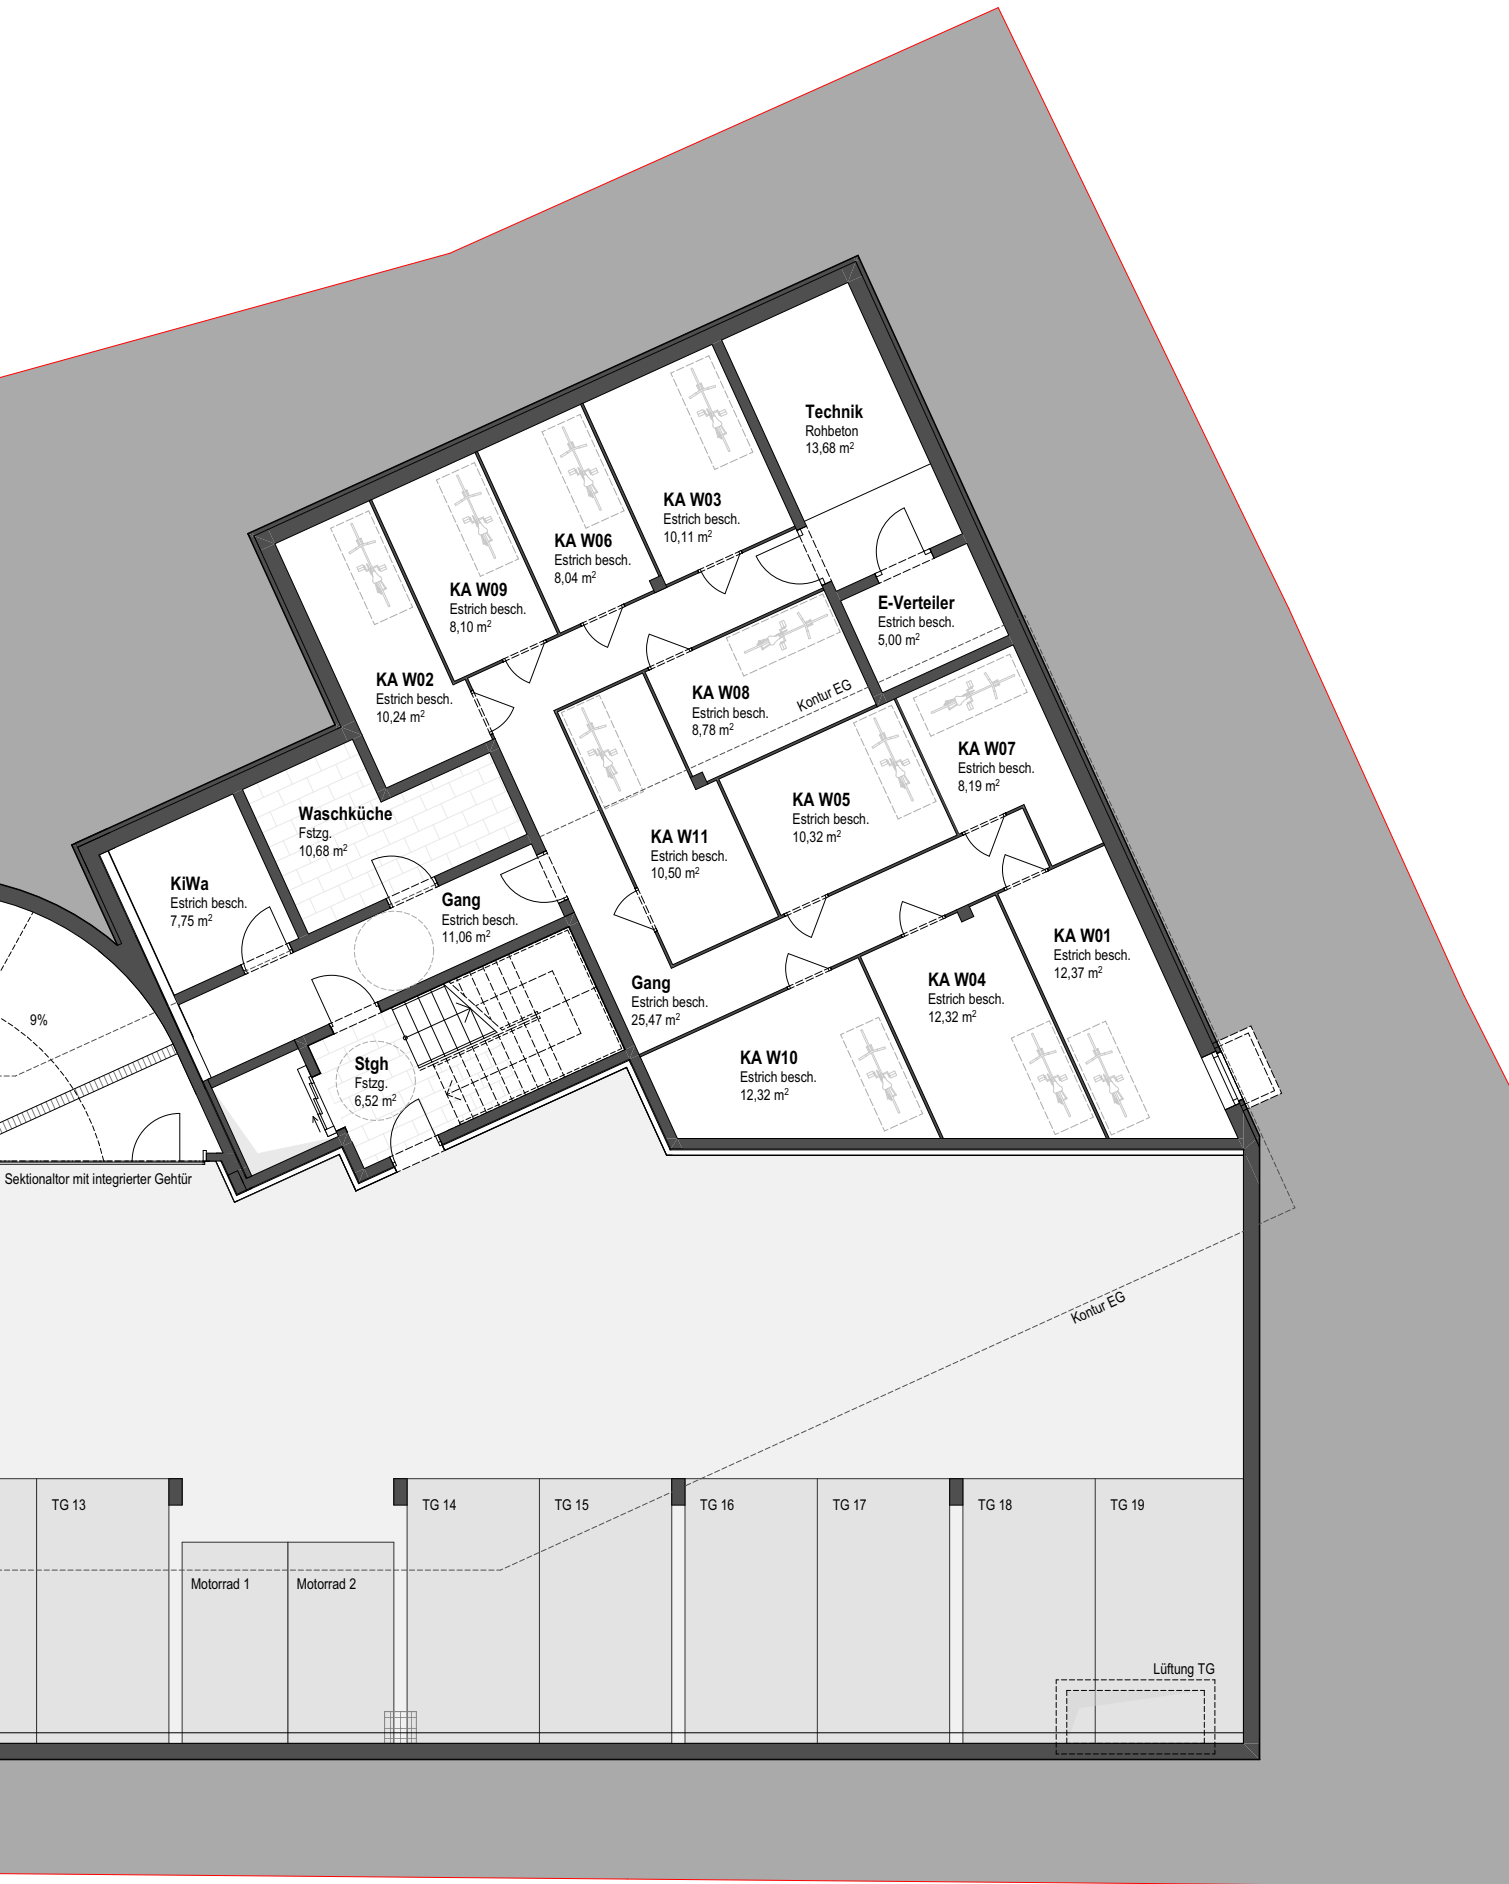 Technik
Rohbeton
13,68 m²
KA W03
Estrich besch.
10,11 m²
KA W06
Estrich besch.
8,04 m²
KA W09
Estrich besch.
8,10 m²
E-Verteiler
Estrich besch.
5,00 m²
KA W02
Estrich besch.
10,24 m²
KA W08
Estrich besch.
8,78 m²
Kontur EG
KA W07
Estrich besch.
8,19 m²
KA W05
Estrich besch.
10,32 m²
Waschküche
Fstzg.
10,68 m²
KA W11
Estrich besch.
10,50 m²
KiWa
Estrich besch.
7,75 m²
Gang
Estrich besch.
11,06 m²
KA W01
Estrich besch.
12,37 m²
KA W04
Estrich besch.
12,32 m²
Gang
Estrich besch.
25,47 m²
9%
KA W10
Estrich besch.
12,32 m²
Stgh
Fstzg.
6,52 m²
Sektionaltor mit integrierter Gehtür
Kontur EG
TG 13
TG 14
TG 15
TG 16
TG 17
TG 18
TG 19
Motorrad 1
Motorrad 2
Lüftung TG